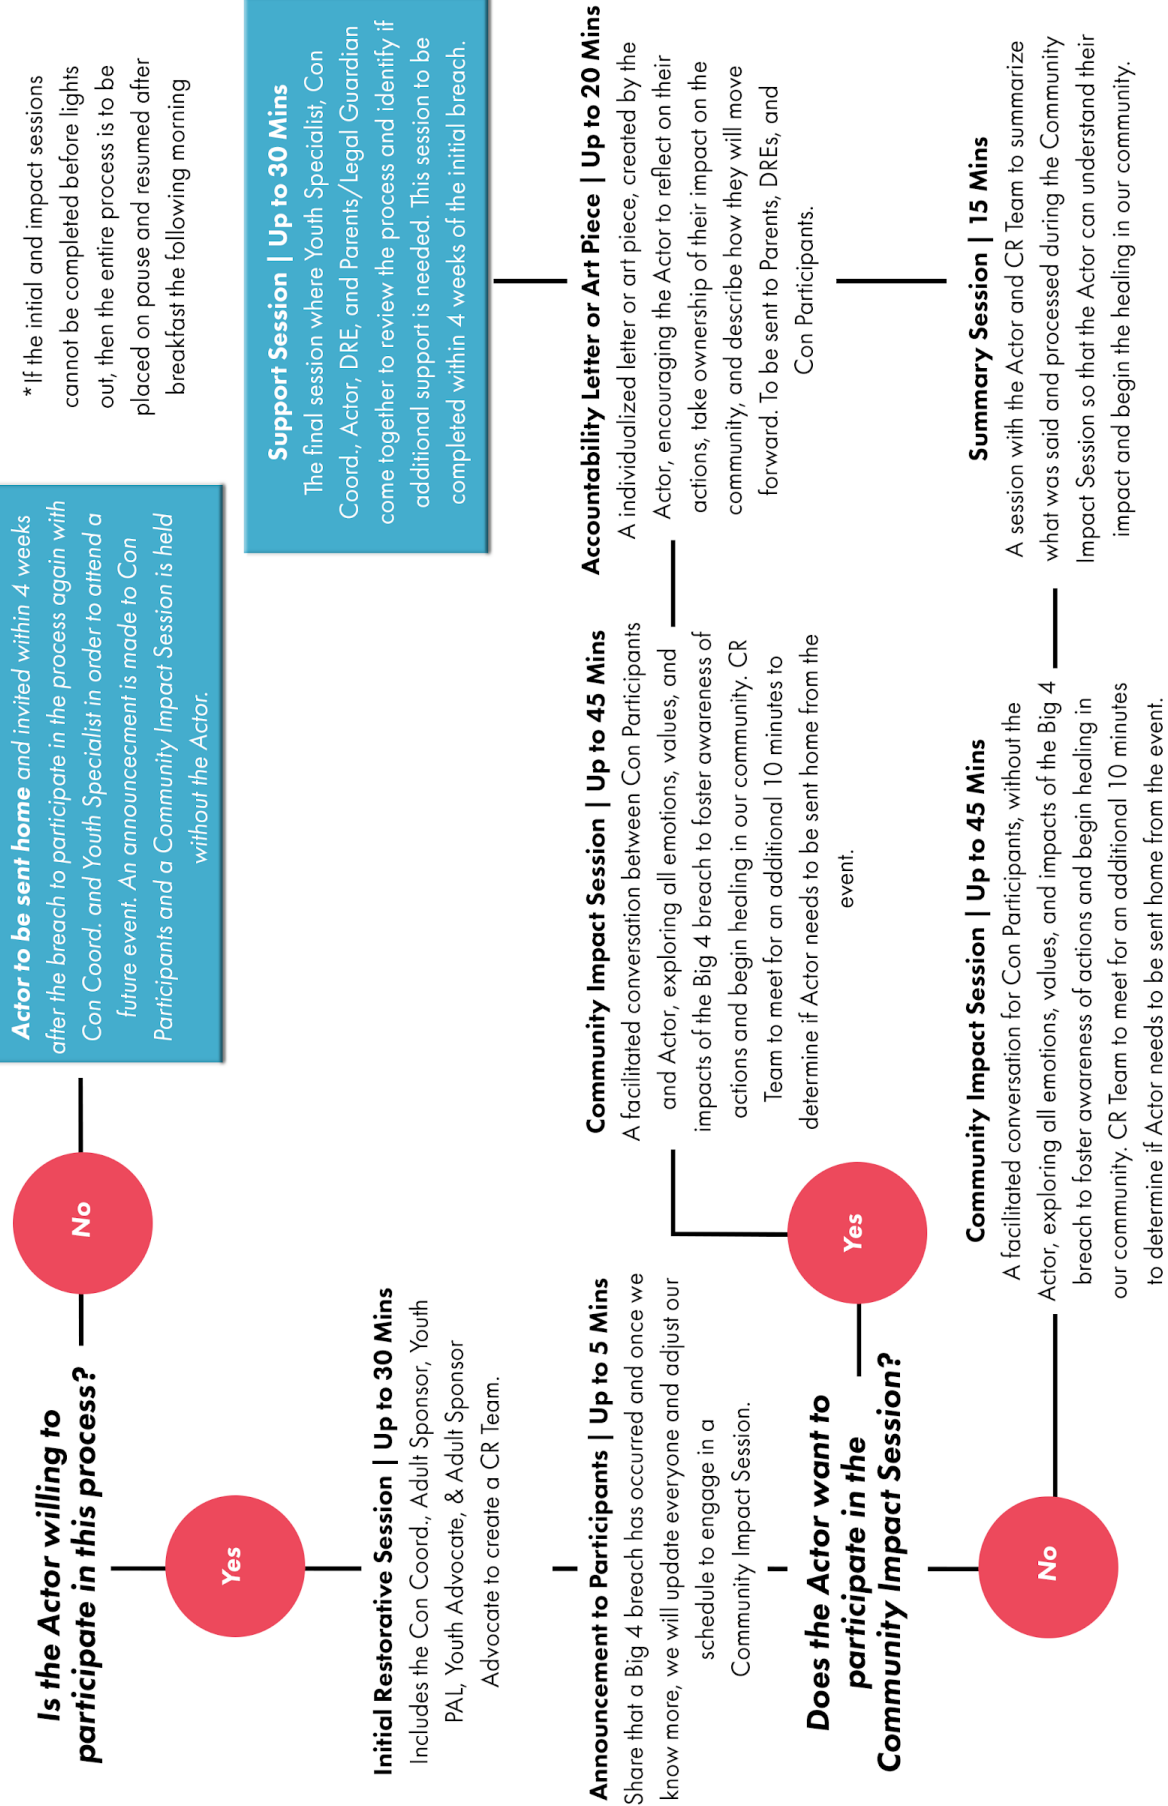 Is the Actor willing to
participate in this process?
No
Actor to be sent home and invited within 4 weeks
after the breach to participate in the process again with
Con Coord. and Youth Specialist in order to attend a
future event. An announcecment is made to Con
Participants and a Community Impact Session is held
without the Actor.
*If the intial and impact sessions
cannot be completed before lights
out, then the entire process is to be
placed on pause and resumed after
breakfast the following morning
Yes
Initial Restorative Session | Up to 30 Mins
Includes the Con Coord., Adult Sponsor, Youth
PAL, Youth Advocate, & Adult Sponsor
Advocate to create a CR Team.
Support Session | Up to 30 Mins
The final session where Youth Specialist, Con
Coord., Actor, DRE, and Parents/Legal Guardian
come together to review the process and identify if
additional support is needed. This session to be
completed within 4 weeks of the initial breach.
Announcement to Participants | Up to 5 Mins
Share that a Big 4 breach has occurred and once we
know more, we will update everyone and adjust our
schedule to engage in a
Community Impact Session.
Community Impact Session | Up to 45 Mins
A facilitated conversation between Con Participants
and Actor, exploring all emotions, values, and
impacts of the Big 4 breach to foster awareness of
actions and begin healing in our community. CR
Team to meet for an additional 10 minutes to
determine if Actor needs to be sent home from the
event.
Accountability Letter or Art Piece | Up to 20 Mins
A individualized letter or art piece, created by the
Actor, encouraging the Actor to reflect on their
actions, take ownership of their impact on the
community, and describe how they will move
forward. To be sent to Parents, DREs, and
Con Participants.
Does the Actor want to
participate in the
Community Impact Session?
Yes
No
Community Impact Session | Up to 45 Mins
A facilitated conversation for Con Participants, without the
Actor, exploring all emotions, values, and impacts of the Big 4
breach to foster awareness of actions and begin healing in
our community. CR Team to meet for an additional 10 minutes
to determine if Actor needs to be sent home from the event.
Summary Session | 15 Mins
A session with the Actor and CR Team to summarize
what was said and processed during the Community
Impact Session so that the Actor can understand their
impact and begin the healing in our community.